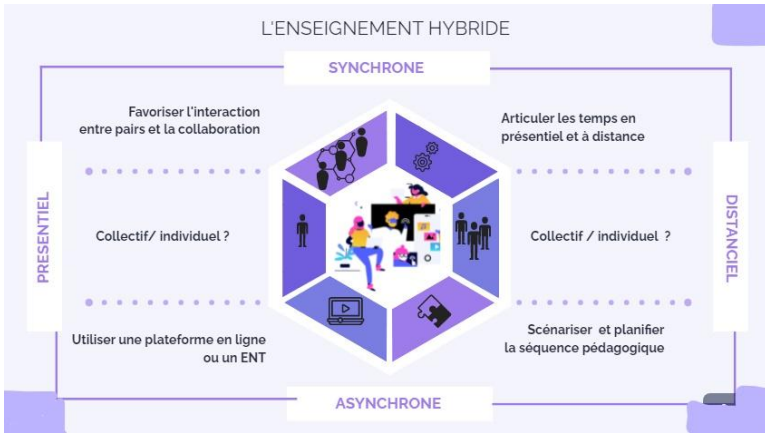 L'ENSEIGNEMENT HYBRIDE
SYNCHRONE
Favoriser l'interaction
entre pairs et la collaboration
Articuler les temps en
présentiel et à distance
PRESENTIEL
Collectif/ individuel ?
Collectif / individuel ?
DISTANCIEL
Utiliser une plateforme en ligne
ou un ENT
Scénariser et planifier
la séquence pédagogique
ASYNCHRONE